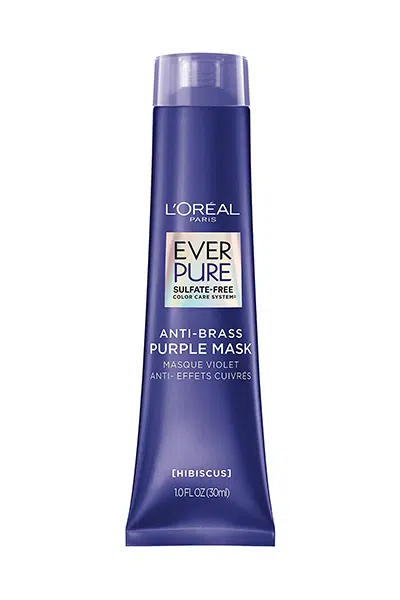 L'ORÉAL
PARIS
EVER
PURE
SULFATE-FREE
COLOR CARE SYSTEM²
ANTI-BRASS
PURPLE MASK
MASQUE VIOLET
ANTI- EFFETS CUIVRÉS
[HIBISCUS]
1.0 FL OZ (30ml)